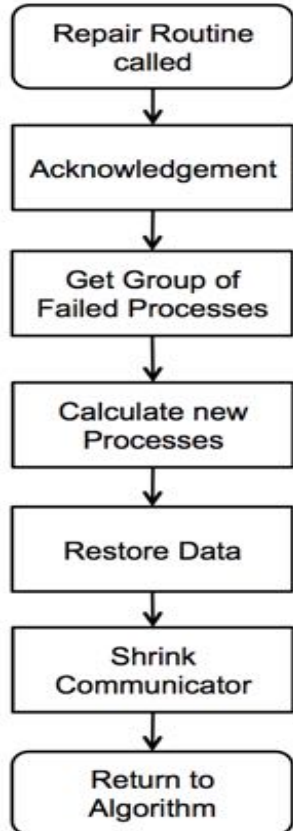 Repair Routine
called
Acknowledgement
Get Group of
Failed Processes
Calculate new
Processes
Restore Data
Shrink
Communicator
Return to
Algorithm